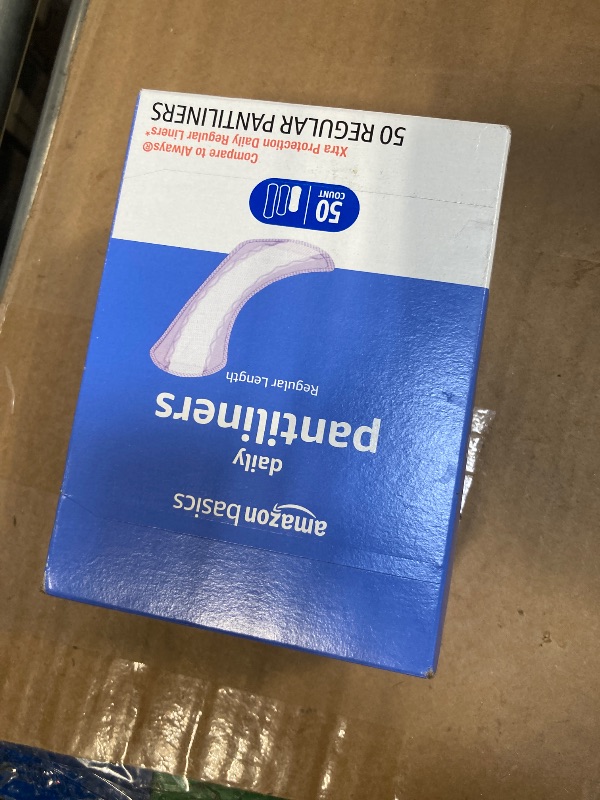 amazon basics
daily
pantiliners
Regular Length
50
COUNT
Compare to Always®
Xtra Protection Daily Regular Liners*
50 REGULAR PANTILINERS